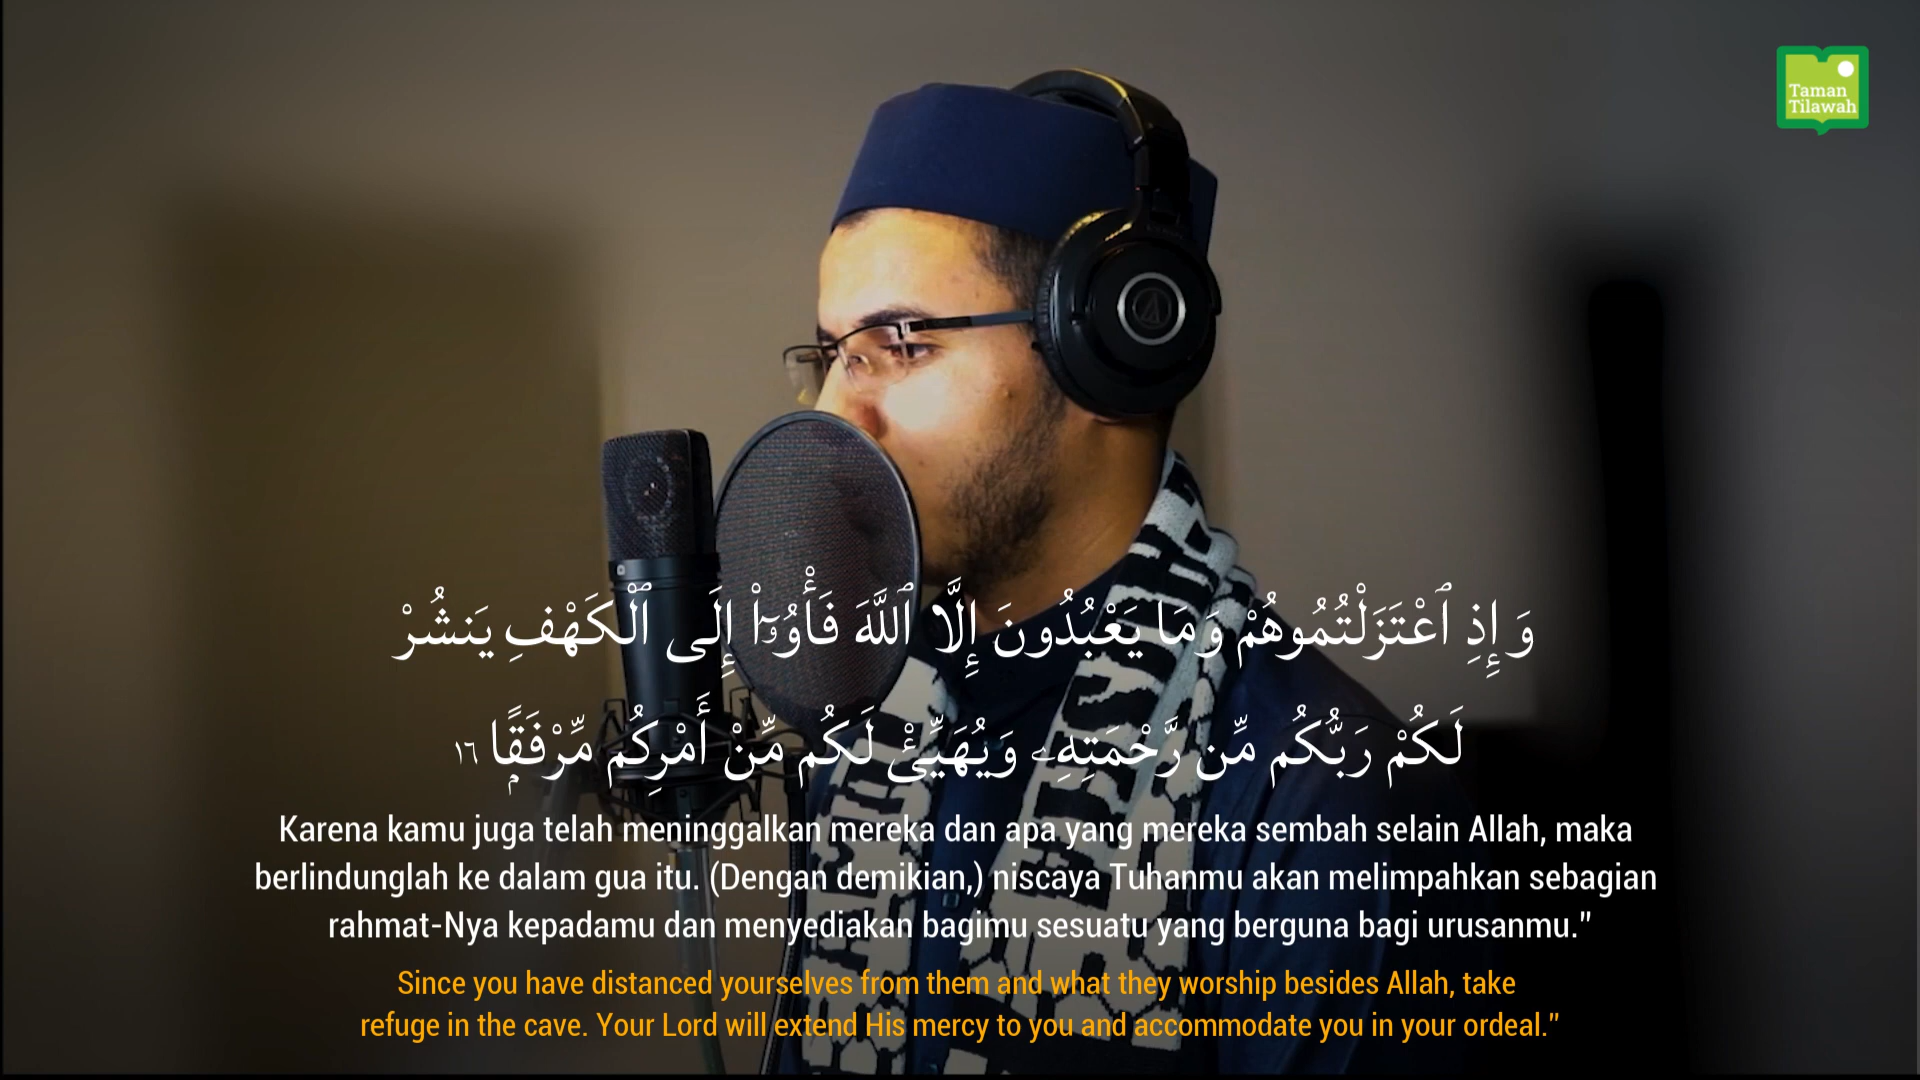 Taman
Tilawah
وَإِذِ ٱعْتَزَلْتُمُوهُمْ وَمَا يَعْبُدُونَ إِلَّا ٱللَّهَ فَأْوُۥٓا۟ إِلَى ٱلْكَهْفِ يَنشُرْ
لَكُمْ رَبُّكُم مِّن رَّحْمَتِهِۦ وَيُهَيِّئْ لَكُم مِّنْ أَمْرِكُم مِّرْفَقًۭا ١٦
Karena kamu juga telah meninggalkan mereka dan apa yang mereka sembah selain Allah, maka
berlindunglah ke dalam gua itu. (Dengan demikian,) niscaya Tuhanmu akan melimpahkan sebagian
rahmat-Nya kepadamu dan menyediakan bagimu sesuatu yang berguna bagi urusanmu.”
Since you have distanced yourselves from them and what they worship besides Allah, take
refuge in the cave. Your Lord will extend His mercy to you and accommodate you in your ordeal.”